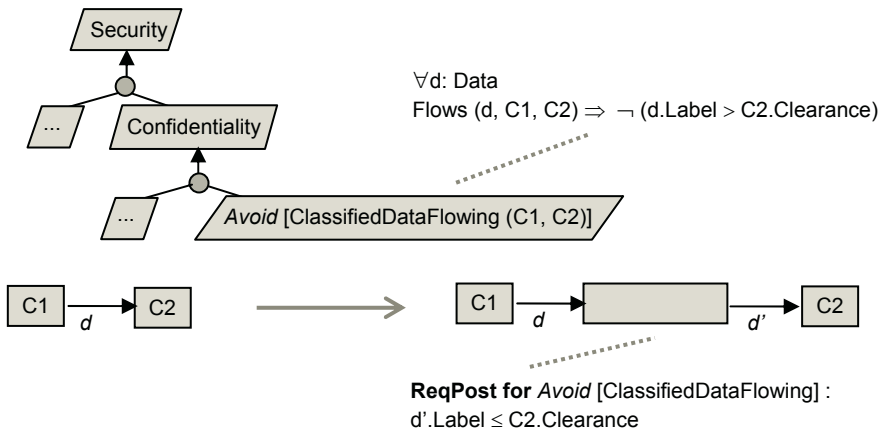 Security
∀d: Data
Flows (d, C1, C2) ⇒ ¬ (d.Label > C2.Clearance)
...
Confidentiality
...
Avoid [ClassifiedDataFlowing (C1, C2)]
C1
d
C2
C1
d
d’
C2
ReqPost for Avoid [ClassifiedDataFlowing] :
d’.Label ≤ C2.Clearance